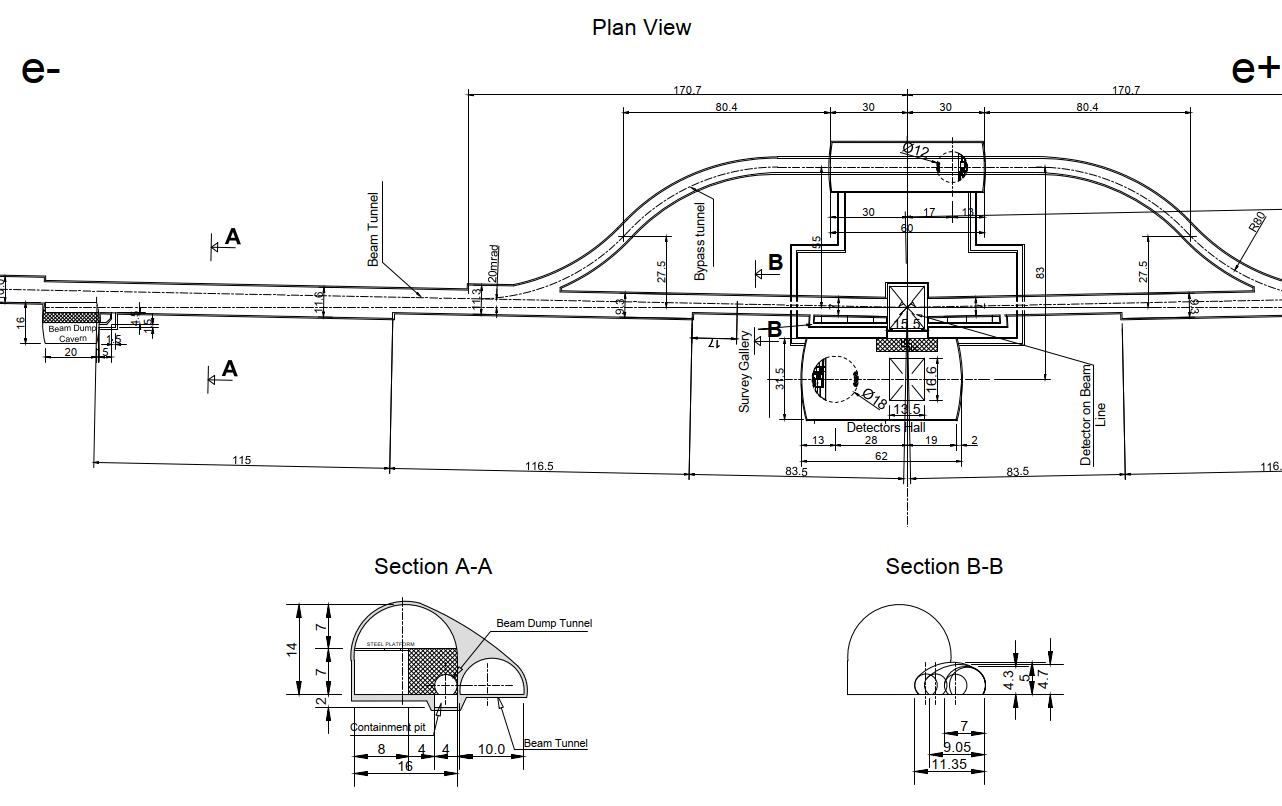 Plan View
e-
e+
170.7
170.7
80.4
30
30
80.4
Ø12
Beam Tunnel
Bypass tunnel
30
17
13
60
R80
A
B
20mrad
27.5
83
27.5
11.6
11.3
9.3
16
Beam Dump
Cavern
20
5
15.5
B
17
Survey Gallery
31.5
16.6
Ø18
13.5
Detectors Hall
Detector on Beam
Line
A
13
28
19
2
62
115
116.5
83.5
83.5
116.
Section A-A
Section B-B
Beam Dump Tunnel
STEEL PLATFORM
14
7
7
2
Containment pit
Beam Tunnel
8
4
4
10.0
16
4.3
5
4.7
7
9.05
11.35